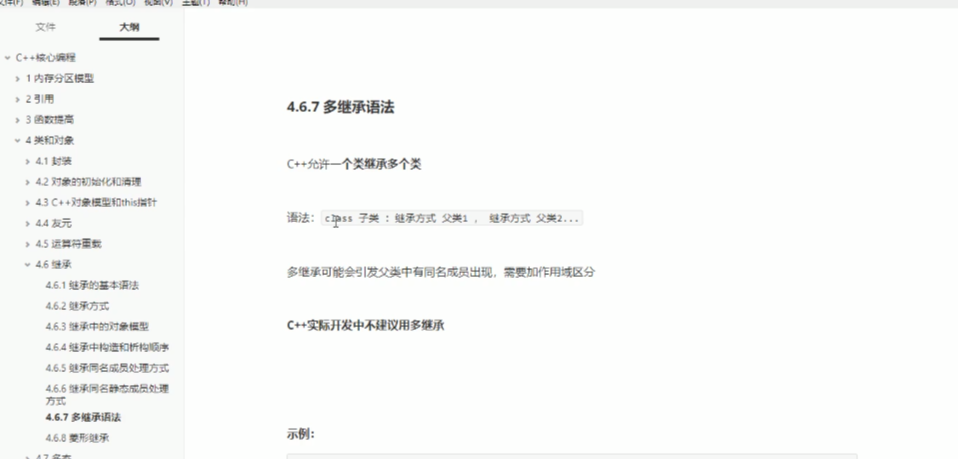 文件(F) 编辑(E) 段落(P) 格式(O) 视图(V) 主题(T) 帮助(H)
文件 大纲
C++核心编程
1 内存分区模型
2 引用
3 函数提高
4 类和对象
4.1 封装
4.2 对象的初始化和清理
4.3 C++对象模型和this指针
4.4 友元
4.5 运算符重载
4.6 继承
4.6.1 继承的基本语法
4.6.2 继承方式
4.6.3 继承中的对象模型
4.6.4 继承中构造和析构顺序
4.6.5 继承同名成员处理方式
4.6.6 继承同名静态成员处理
方式
4.6.7 多继承语法
4.6.8 菱形继承
4.7 多态
4.6.7 多继承语法
C++允许一个类继承多个类
语法： class 子类 ：继承方式 父类1 ， 继承方式 父类2...
多继承可能会引发父类中有同名成员出现，需要加作用域区分
C++实际开发中不建议用多继承
示例：